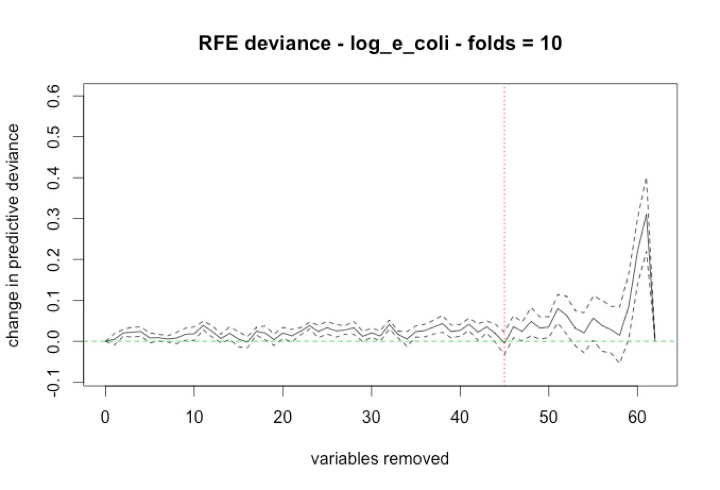 RFE deviance - log_e_coli - folds = 10
change in predictive deviance
0.6
0.5
0.4
0.3
0.2
0.1
0.0
-0.1
0 10 20 30 40 50 60
variables removed